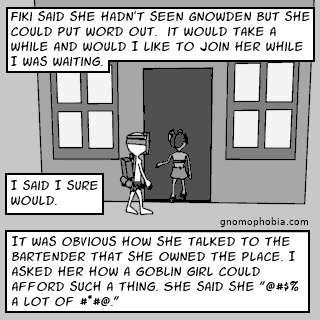 FIKI SAID SHE HADN'T SEEN GNOWDEN BUT SHE
COULD PUT WORD OUT. IT WOULD TAKE A
WHILE AND WOULD I LIKE TO JOIN HER WHILE
I WAS WAITING.
I SAID I SURE
WOULD.
gnomophobia.com
IT WAS OBVIOUS HOW SHE TALKED TO THE
BARTENDER THAT SHE OWNED THE PLACE. I
ASKED HER HOW A GOBLIN GIRL COULD
AFFORD SUCH A THING. SHE SAID SHE "@#$%
A LOT OF #*#@."